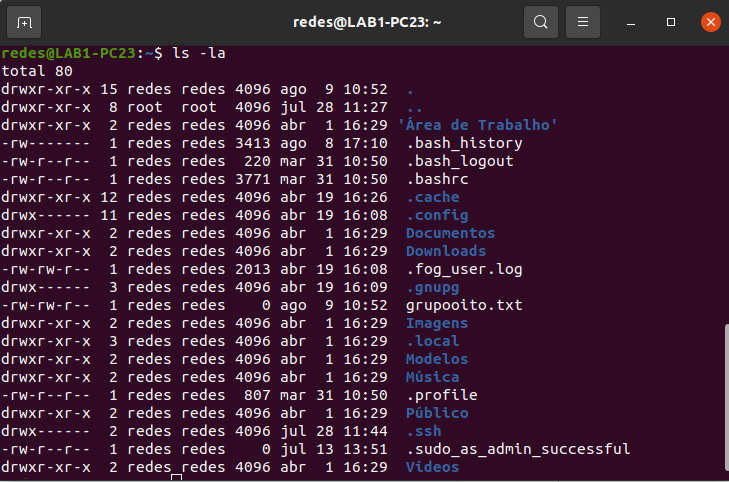 redes@LAB1-PC23: ~
redes@LAB1-PC23:~$ ls -la
total 80
drwxr-xr-x 15 redes redes 4096 ago  9 10:52  .
drwxr-xr-x  8 root  root  4096 jul 28 11:27  ..
drwxr-xr-x  2 redes redes 4096 abr  1 16:29 'Área de Trabalho'
-rw-------  1 redes redes 3413 ago  8 17:10  .bash_history
-rw-r--r--  1 redes redes  220 mar 31 10:50  .bash_logout
-rw-r--r--  1 redes redes 3771 mar 31 10:50  .bashrc
drwxr-xr-x 12 redes redes 4096 abr 19 16:26  .cache
drwx------ 11 redes redes 4096 abr 19 16:08  .config
drwxr-xr-x  2 redes redes 4096 abr  1 16:29  Documentos
drwxr-xr-x  2 redes redes 4096 abr  1 16:29  Downloads
-rw-rw-r--  1 redes redes 2013 abr 19 16:08  .fog_user.log
drwx------  3 redes redes 4096 abr 19 16:09  .gnupg
-rw-rw-r--  1 redes redes    0 ago  9 10:52  grupooito.txt
drwxr-xr-x  2 redes redes 4096 abr  1 16:29  Imagens
drwxr-xr-x  3 redes redes 4096 abr  1 16:29  .local
drwxr-xr-x  2 redes redes 4096 abr  1 16:29  Modelos
drwxr-xr-x  2 redes redes 4096 abr  1 16:29  Música
-rw-r--r--  1 redes redes  807 mar 31 10:50  .profile
drwxr-xr-x  2 redes redes 4096 abr  1 16:29  Público
drwx------  2 redes redes 4096 jul 28 11:44  .ssh
-rw-r--r--  1 redes redes    0 jul 13 13:51  .sudo_as_admin_successful
drwxr-xr-x  2 redes redes 4096 abr  1 16:29  Vídeos